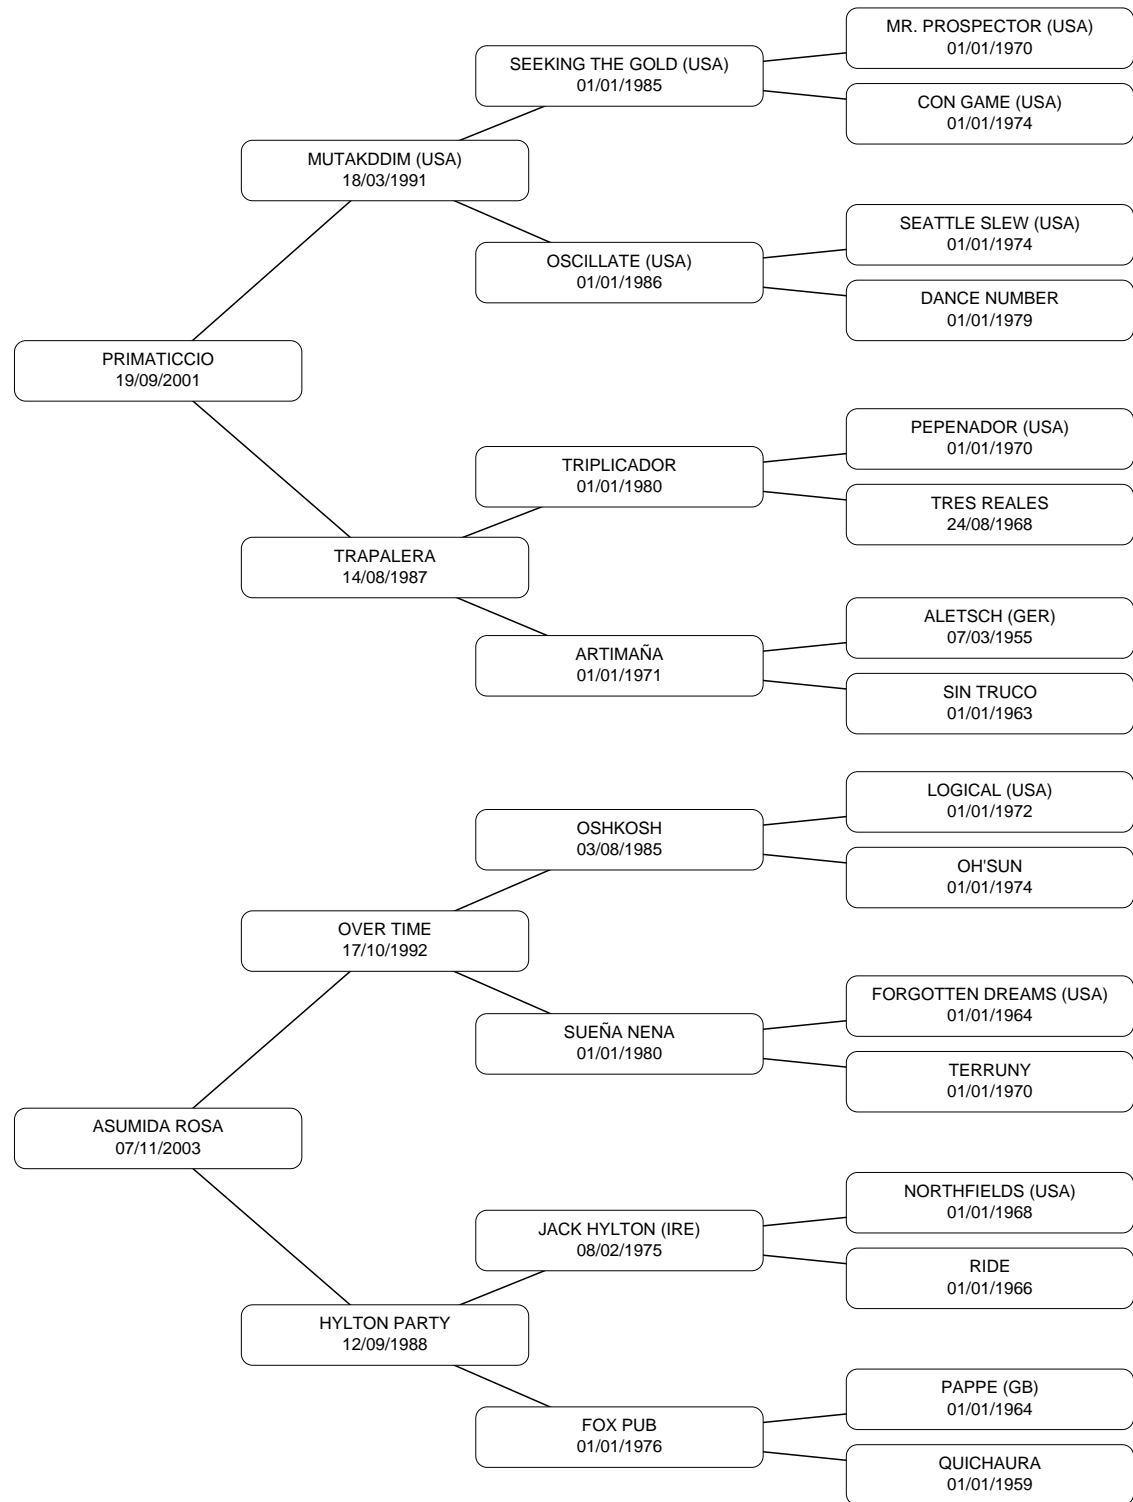 MR. PROSPECTOR (USA)
01/01/1970
SEEKING THE GOLD (USA)
01/01/1985
CON GAME (USA)
01/01/1974
MUTAKDDIM (USA)
18/03/1991
SEATTLE SLEW (USA)
01/01/1974
OSCILLATE (USA)
01/01/1986
DANCE NUMBER
01/01/1979
PRIMATICCIO
19/09/2001
PEPENADOR (USA)
01/01/1970
TRIPLICADOR
01/01/1980
TRES REALES
24/08/1968
TRAPALERA
14/08/1987
ALETSCH (GER)
07/03/1955
ARTIMAÑA
01/01/1971
SIN TRUCO
01/01/1963
LOGICAL (USA)
01/01/1972
OSHKOSH
03/08/1985
OH'SUN
01/01/1974
OVER TIME
17/10/1992
FORGOTTEN DREAMS (USA)
01/01/1964
SUEÑA NENA
01/01/1980
TERRUNY
01/01/1970
ASUMIDA ROSA
07/11/2003
NORTHFIELDS (USA)
01/01/1968
JACK HYLTON (IRE)
08/02/1975
RIDE
01/01/1966
HYLTON PARTY
12/09/1988
PAPPE (GB)
01/01/1964
FOX PUB
01/01/1976
QUICHAURA
01/01/1959